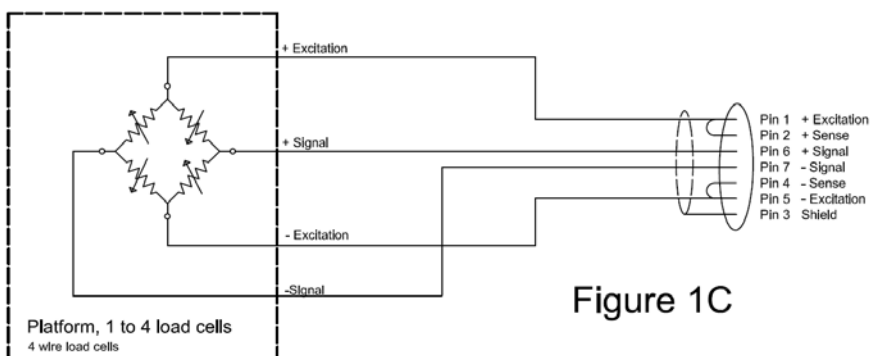 + Excitation
+ Signal
- Excitation
-Signal
Platform, 1 to 4 load cells
4 wire load cells
Pin 1 + Excitation
Pin 2 + Sense
Pin 6 + Signal
Pin 7 - Signal
Pin 4 - Sense
Pin 5 - Excitation
Pin 3 Shield
Figure 1C